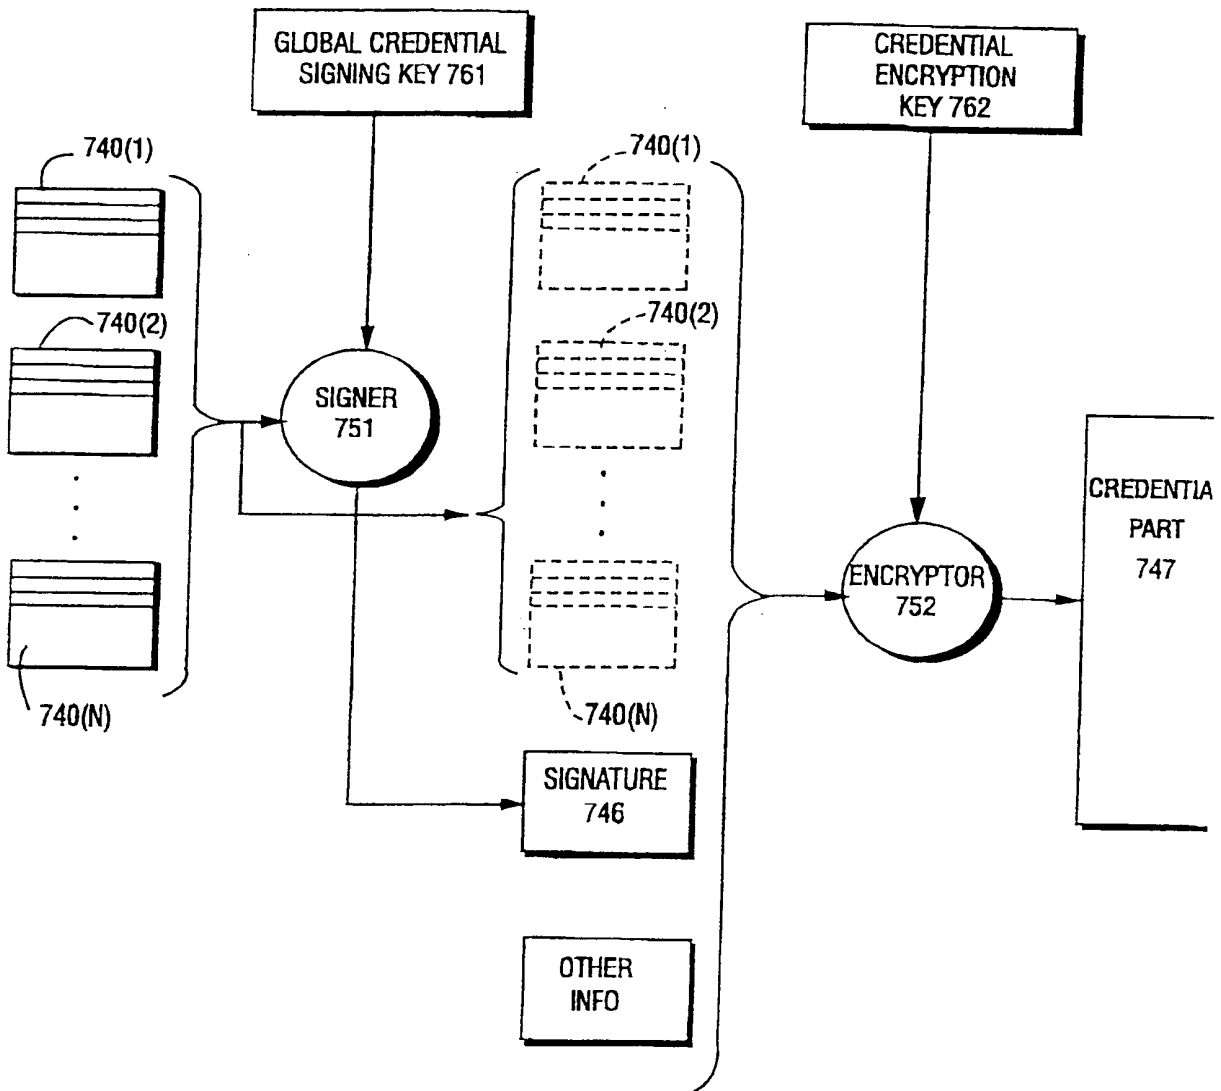 GLOBAL CREDENTIAL
SIGNING KEY 761
CREDENTIAL
ENCRYPTION
KEY 762
740(1)
740(1)
740(2)
740(2)
SIGNER
751
CREDENTIA
PART
747
ENCRYPTOR
752
740(N)
740(N)
SIGNATURE
746
OTHER
INFO